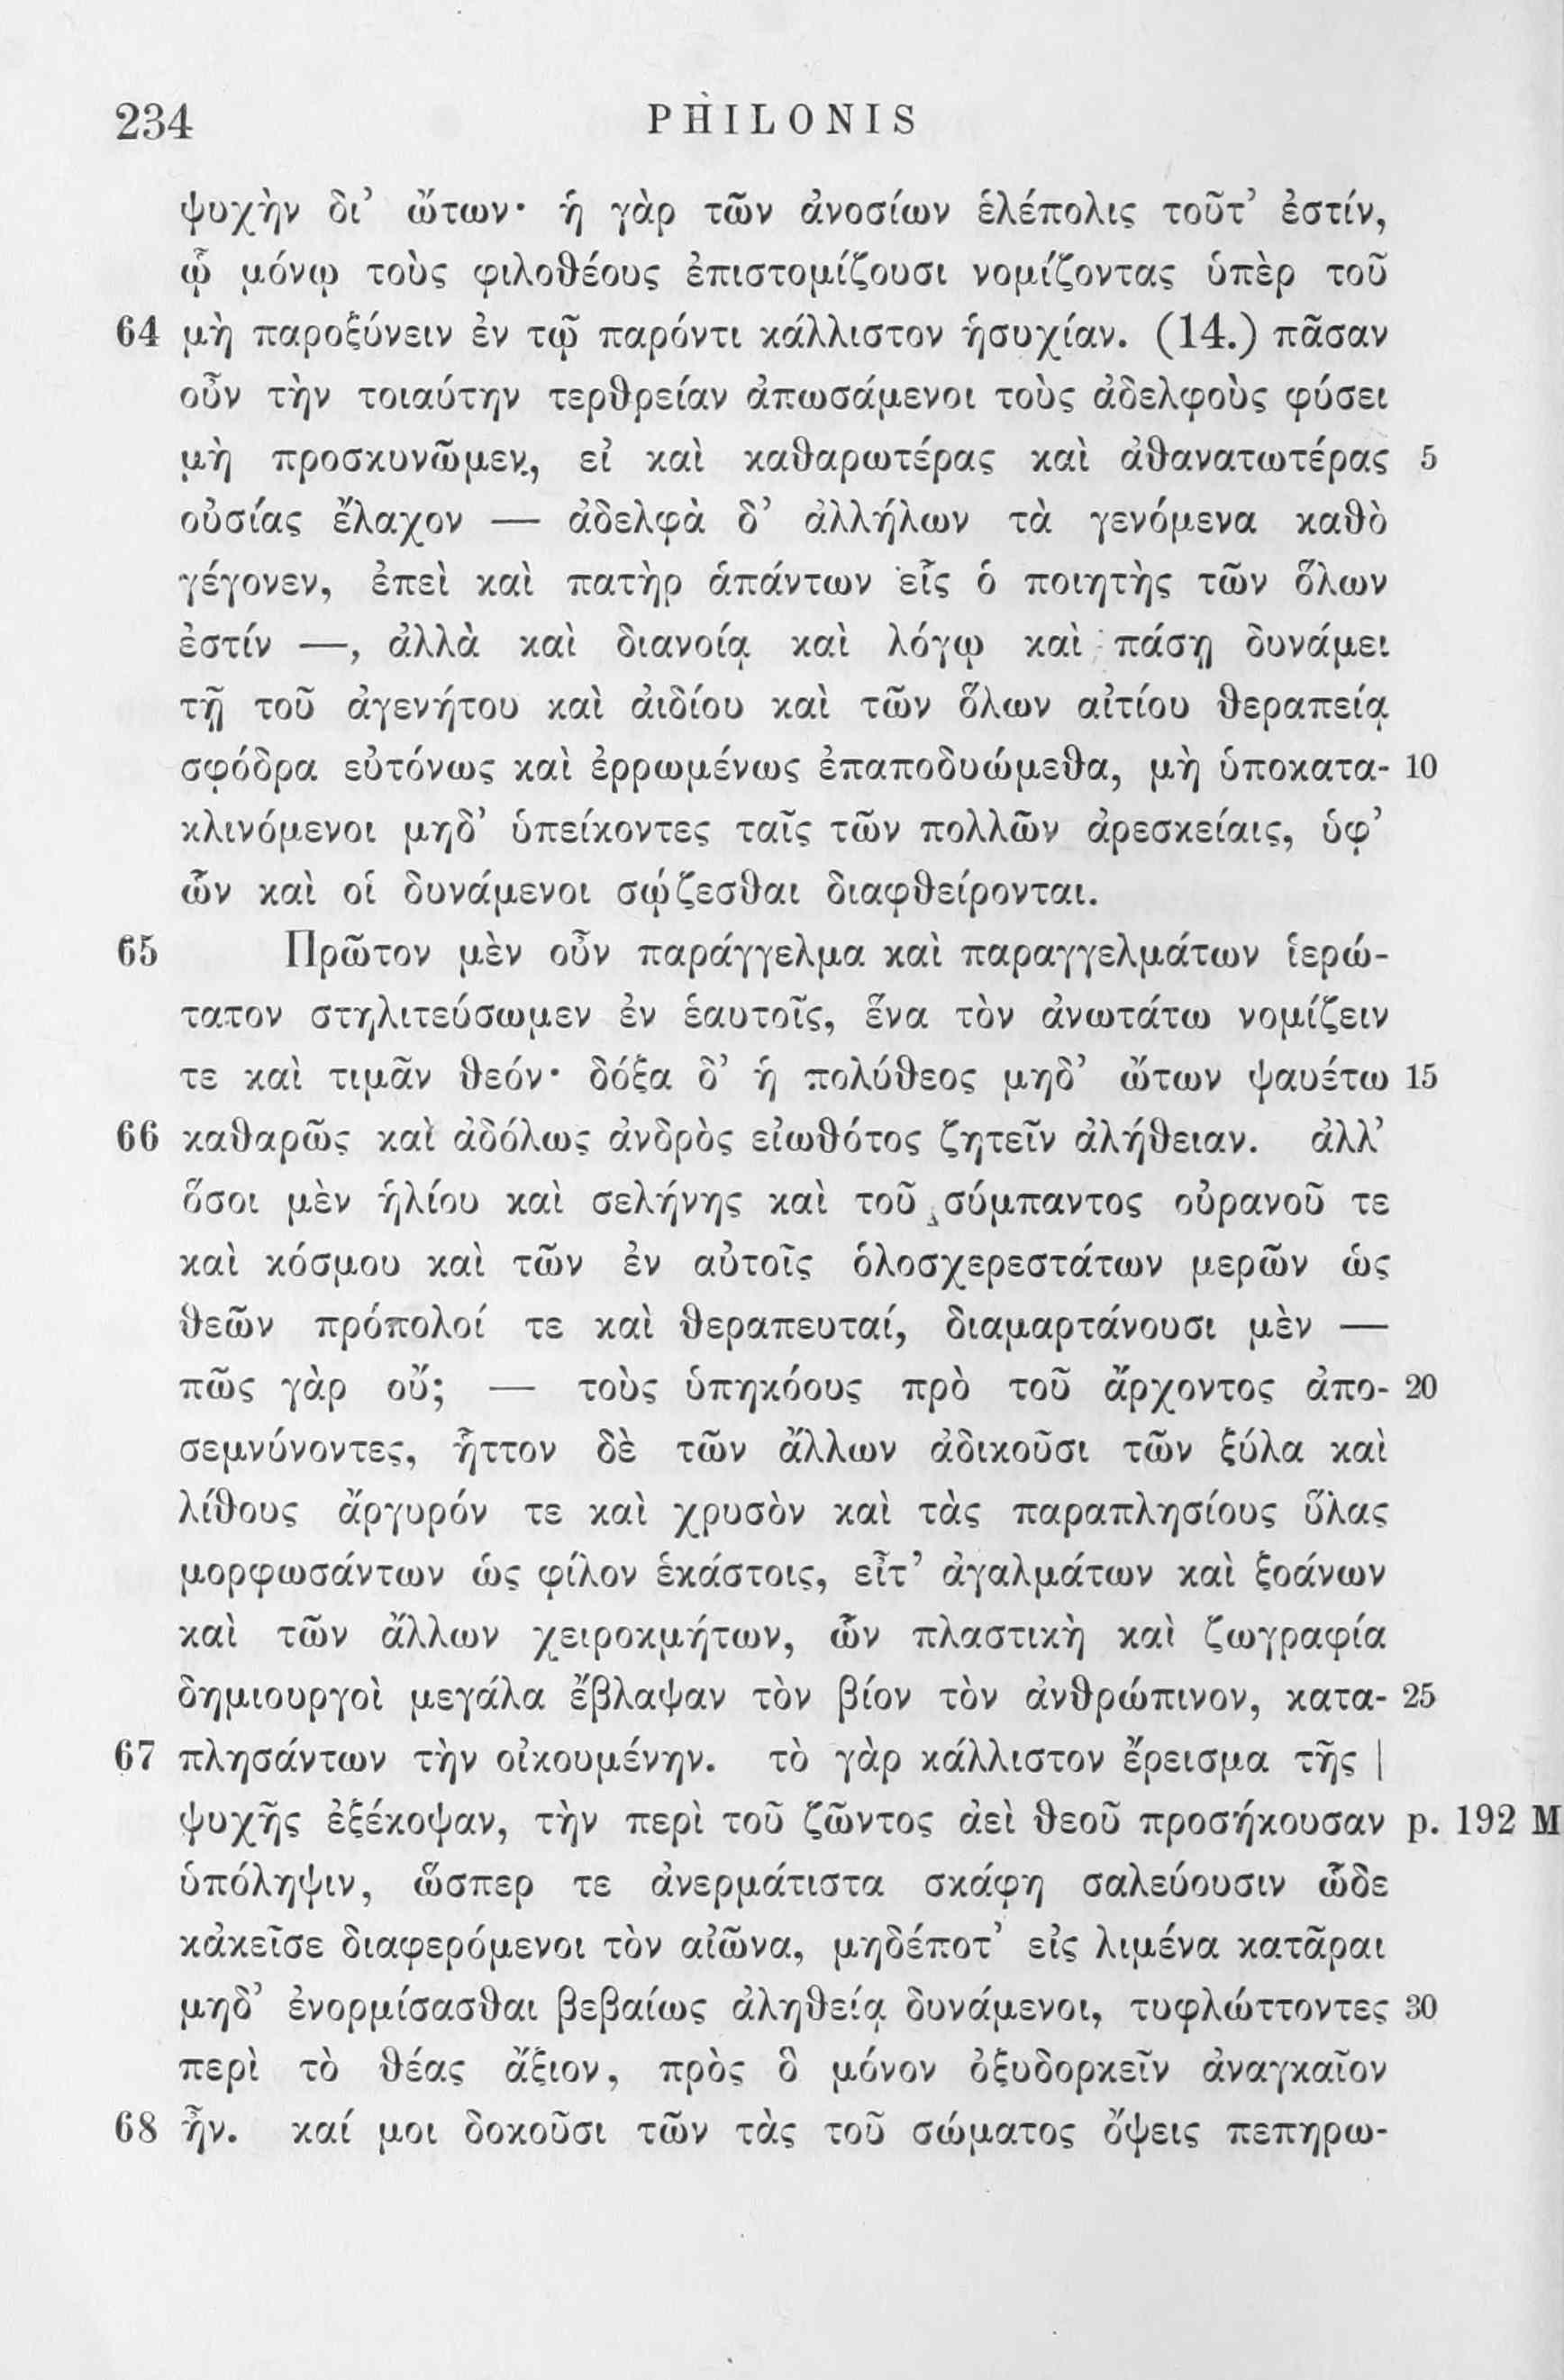 234 PHILONIS
ψυχὴν δι’ ὤτων· ἡ γὰρ τῶν ἀνοσίων ἑλέπολις τοῦτ’ ἐστίν,
ᾧ μόνῳ τοὺς φιλοθέους ἐπιστομίζουσι νομίζοντας ὑπὲρ τοῦ
64 μὴ παροξύνειν ἐν τῷ παρόντι κάλλιστον ἡσυχίαν. (14.) πᾶσαν
οὖν τὴν τοιαύτην τερθρείαν ἀπωσάμενοι τοὺς ἀδελφοὺς φύσει
μὴ προσκυνῶμεν, εἰ καὶ καθαρωτέρας καὶ ἀθανατωτέρας 5
οὐσίας ἔλαχον — ἀδελφὰ δ’ ἀλλήλων τὰ γενόμενα καθὸ
γέγονεν, ἐπεὶ καὶ πατὴρ ἁπάντων εἷς ὁ ποιητὴς τῶν ὅλων
ἐστίν —, ἀλλὰ καὶ διανοίᾳ καὶ λόγῳ καὶ πάσῃ δυνάμει
τῇ τοῦ ἀγενήτου καὶ ἀιδίου καὶ τῶν ὅλων αἰτίου θεραπείᾳ
σφόδρα εὐτόνως καὶ ἐρρωμένως ἐπαποδυώμεθα, μὴ ὑποκατα- 10
κλινόμενοι μηδ’ ὑπείκοντες ταῖς τῶν πολλῶν ἀρεσκείαις, ὑφ’
ὧν καὶ οἱ δυνάμενοι σῴζεσθαι διαφθείρονται.
65 Πρῶτον μὲν οὖν παράγγελμα καὶ παραγγελμάτων ἱερώ-
τατον στηλιτεύσωμεν ἐν ἑαυτοῖς, ἕνα τὸν ἀνωτάτω νομίζειν
τε καὶ τιμᾶν θεόν· δόξα δ’ ἡ πολύθεος μηδ’ ὤτων ψαυέτω 15
66 καθαρῶς καὶ ἀδόλως ἀνδρὸς εἰωθότος ζητεῖν ἀλήθειαν. ἀλλ’
ὅσοι μὲν ἡλίου καὶ σελήνης καὶ τοῦ σύμπαντος οὐρανοῦ τε
καὶ κόσμου καὶ τῶν ἐν αὐτοῖς ὁλοσχερεστάτων μερῶν ὡς
θεῶν πρόπολοί τε καὶ θεραπευταί, διαμαρτάνουσι μὲν —
πῶς γὰρ οὔ; — τοὺς ὑπηκόους πρὸ τοῦ ἄρχοντος ἀπο- 20
σεμνύνοντες, ἧττον δὲ τῶν ἄλλων ἀδικοῦσι τῶν ξύλα καὶ
λίθους ἄργυρόν τε καὶ χρυσὸν καὶ τὰς παραπλησίους ὕλας
μορφωσάντων ὡς φίλον ἑκάστοις, εἶτ’ ἀγαλμάτων καὶ ξοάνων
καὶ τῶν ἄλλων χειροκμήτων, ὧν πλαστικὴ καὶ ζωγραφία
δημιουργοὶ μεγάλα ἔβλαψαν τὸν βίον τὸν ἀνθρώπινον, κατα- 25
67 πλησάντων τὴν οἰκουμένην. τὸ γὰρ κάλλιστον ἔρεισμα τῆς |
ψυχῆς ἐξέκοψαν, τὴν περὶ τοῦ ζῶντος ἀεὶ θεοῦ προσήκουσαν p. 192 M
ὑπόληψιν, ὥσπερ τε ἀνερμάτιστα σκάφη σαλεύουσιν ὧδε
κἀκεῖσε διαφερόμενοι τὸν αἰῶνα, μηδέποτ’ εἰς λιμένα κατᾶραι
μηδ’ ἐνορμίσασθαι βεβαίως ἀληθείᾳ δυνάμενοι, τυφλώττοντες 30
περὶ τὸ θέας ἄξιον, πρὸς ὃ μόνον ὀξυδορκεῖν ἀναγκαῖον
68 ἦν. καί μοι δοκοῦσι τῶν τὰς τοῦ σώματος ὄψεις πεπηρω-